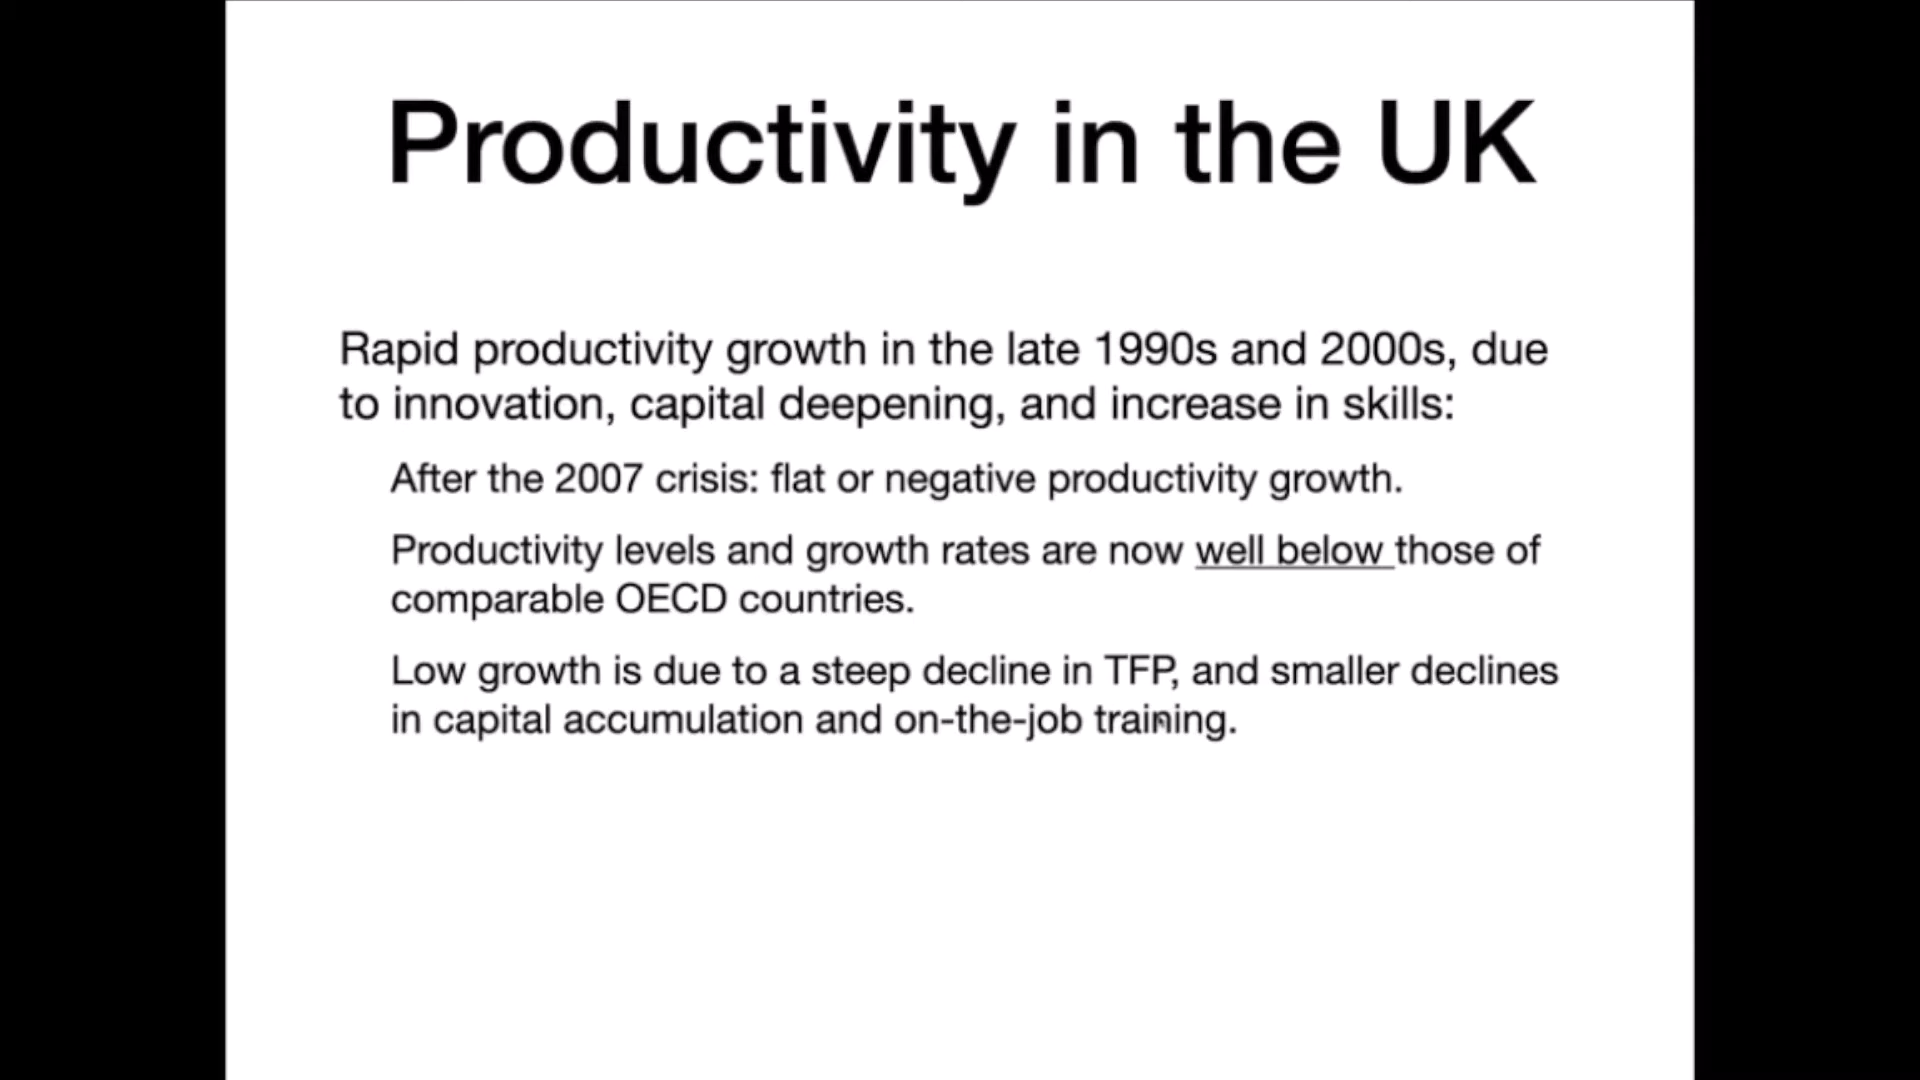 Productivity in the UK
Rapid productivity growth in the late 1990s and 2000s, due
to innovation, capital deepening, and increase in skills:
After the 2007 crisis: flat or negative productivity growth.
Productivity levels and growth rates are now well below those of
comparable OECD countries.
Low growth is due to a steep decline in TFP, and smaller declines
in capital accumulation and on-the-job training.